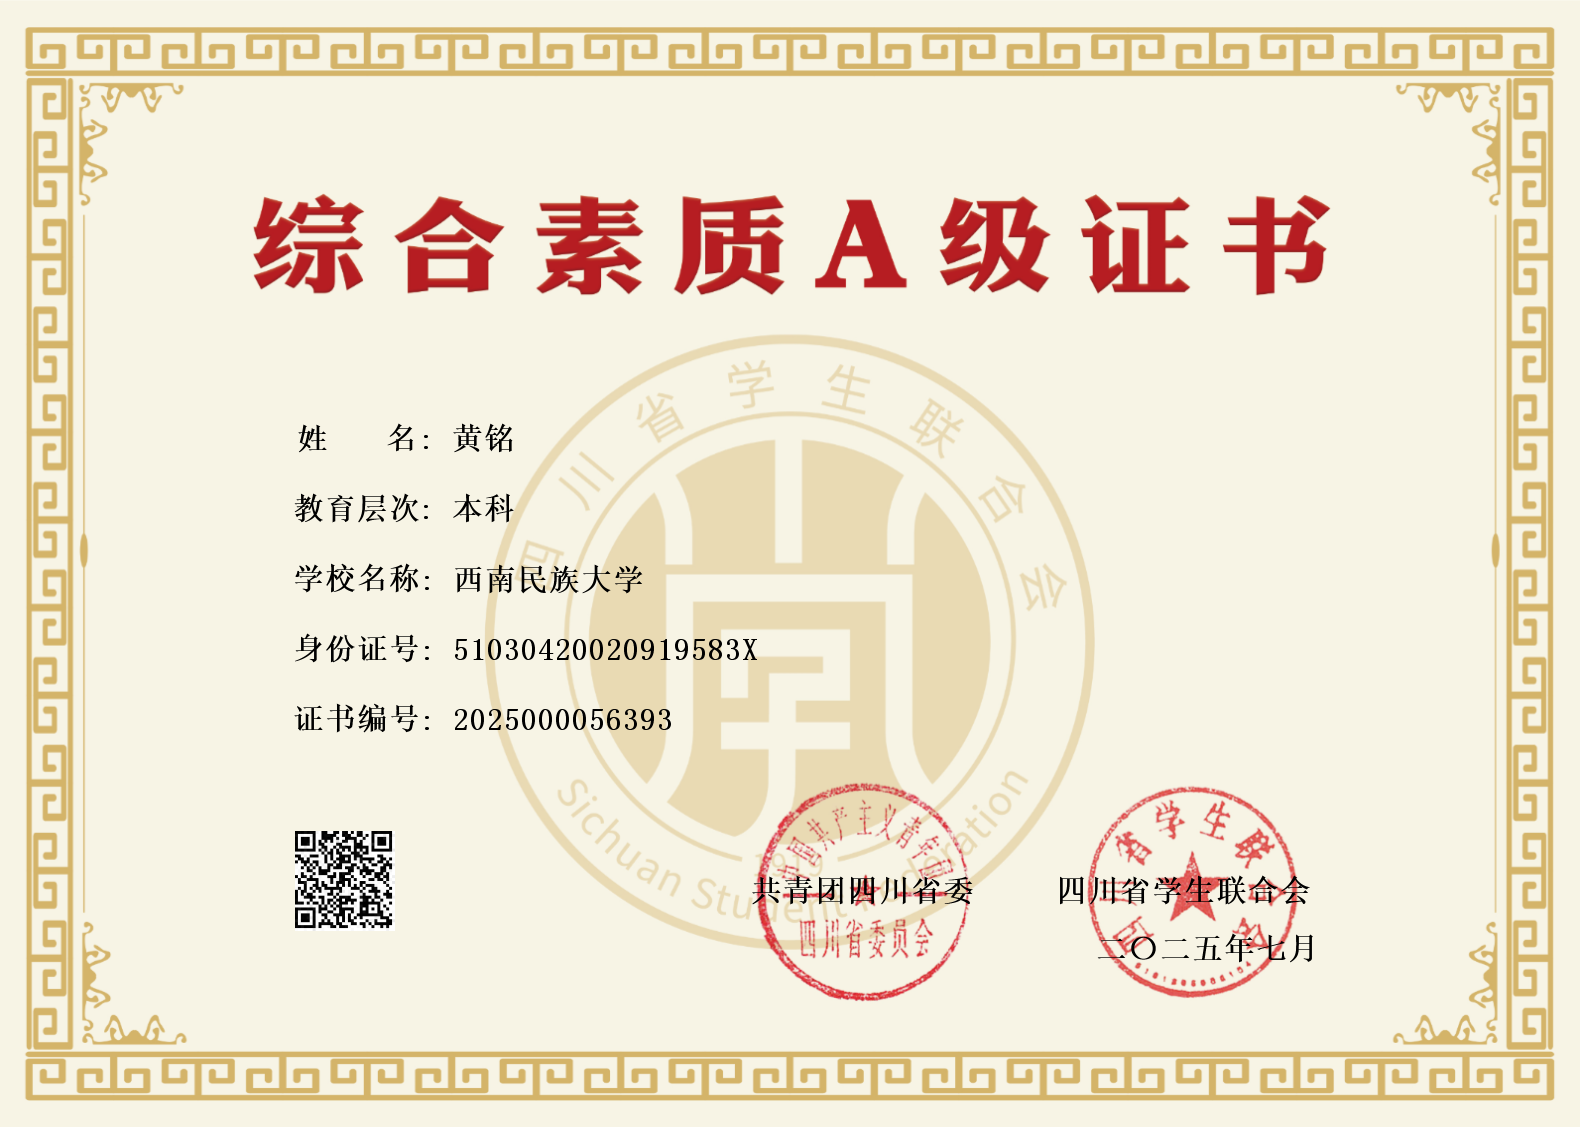 综合素质A级证书
四川省学生联合会
姓 名：黄铭
教育层次：本科
学校名称：西南民族大学
身份证号：51030420020919583X
证书编号：2025000056393
Sichuan Student Federation
中国共产主义青年团
四川省委员会
共青团四川省委 四川省学生联合会
四川省学生联合会
二〇二五年七月